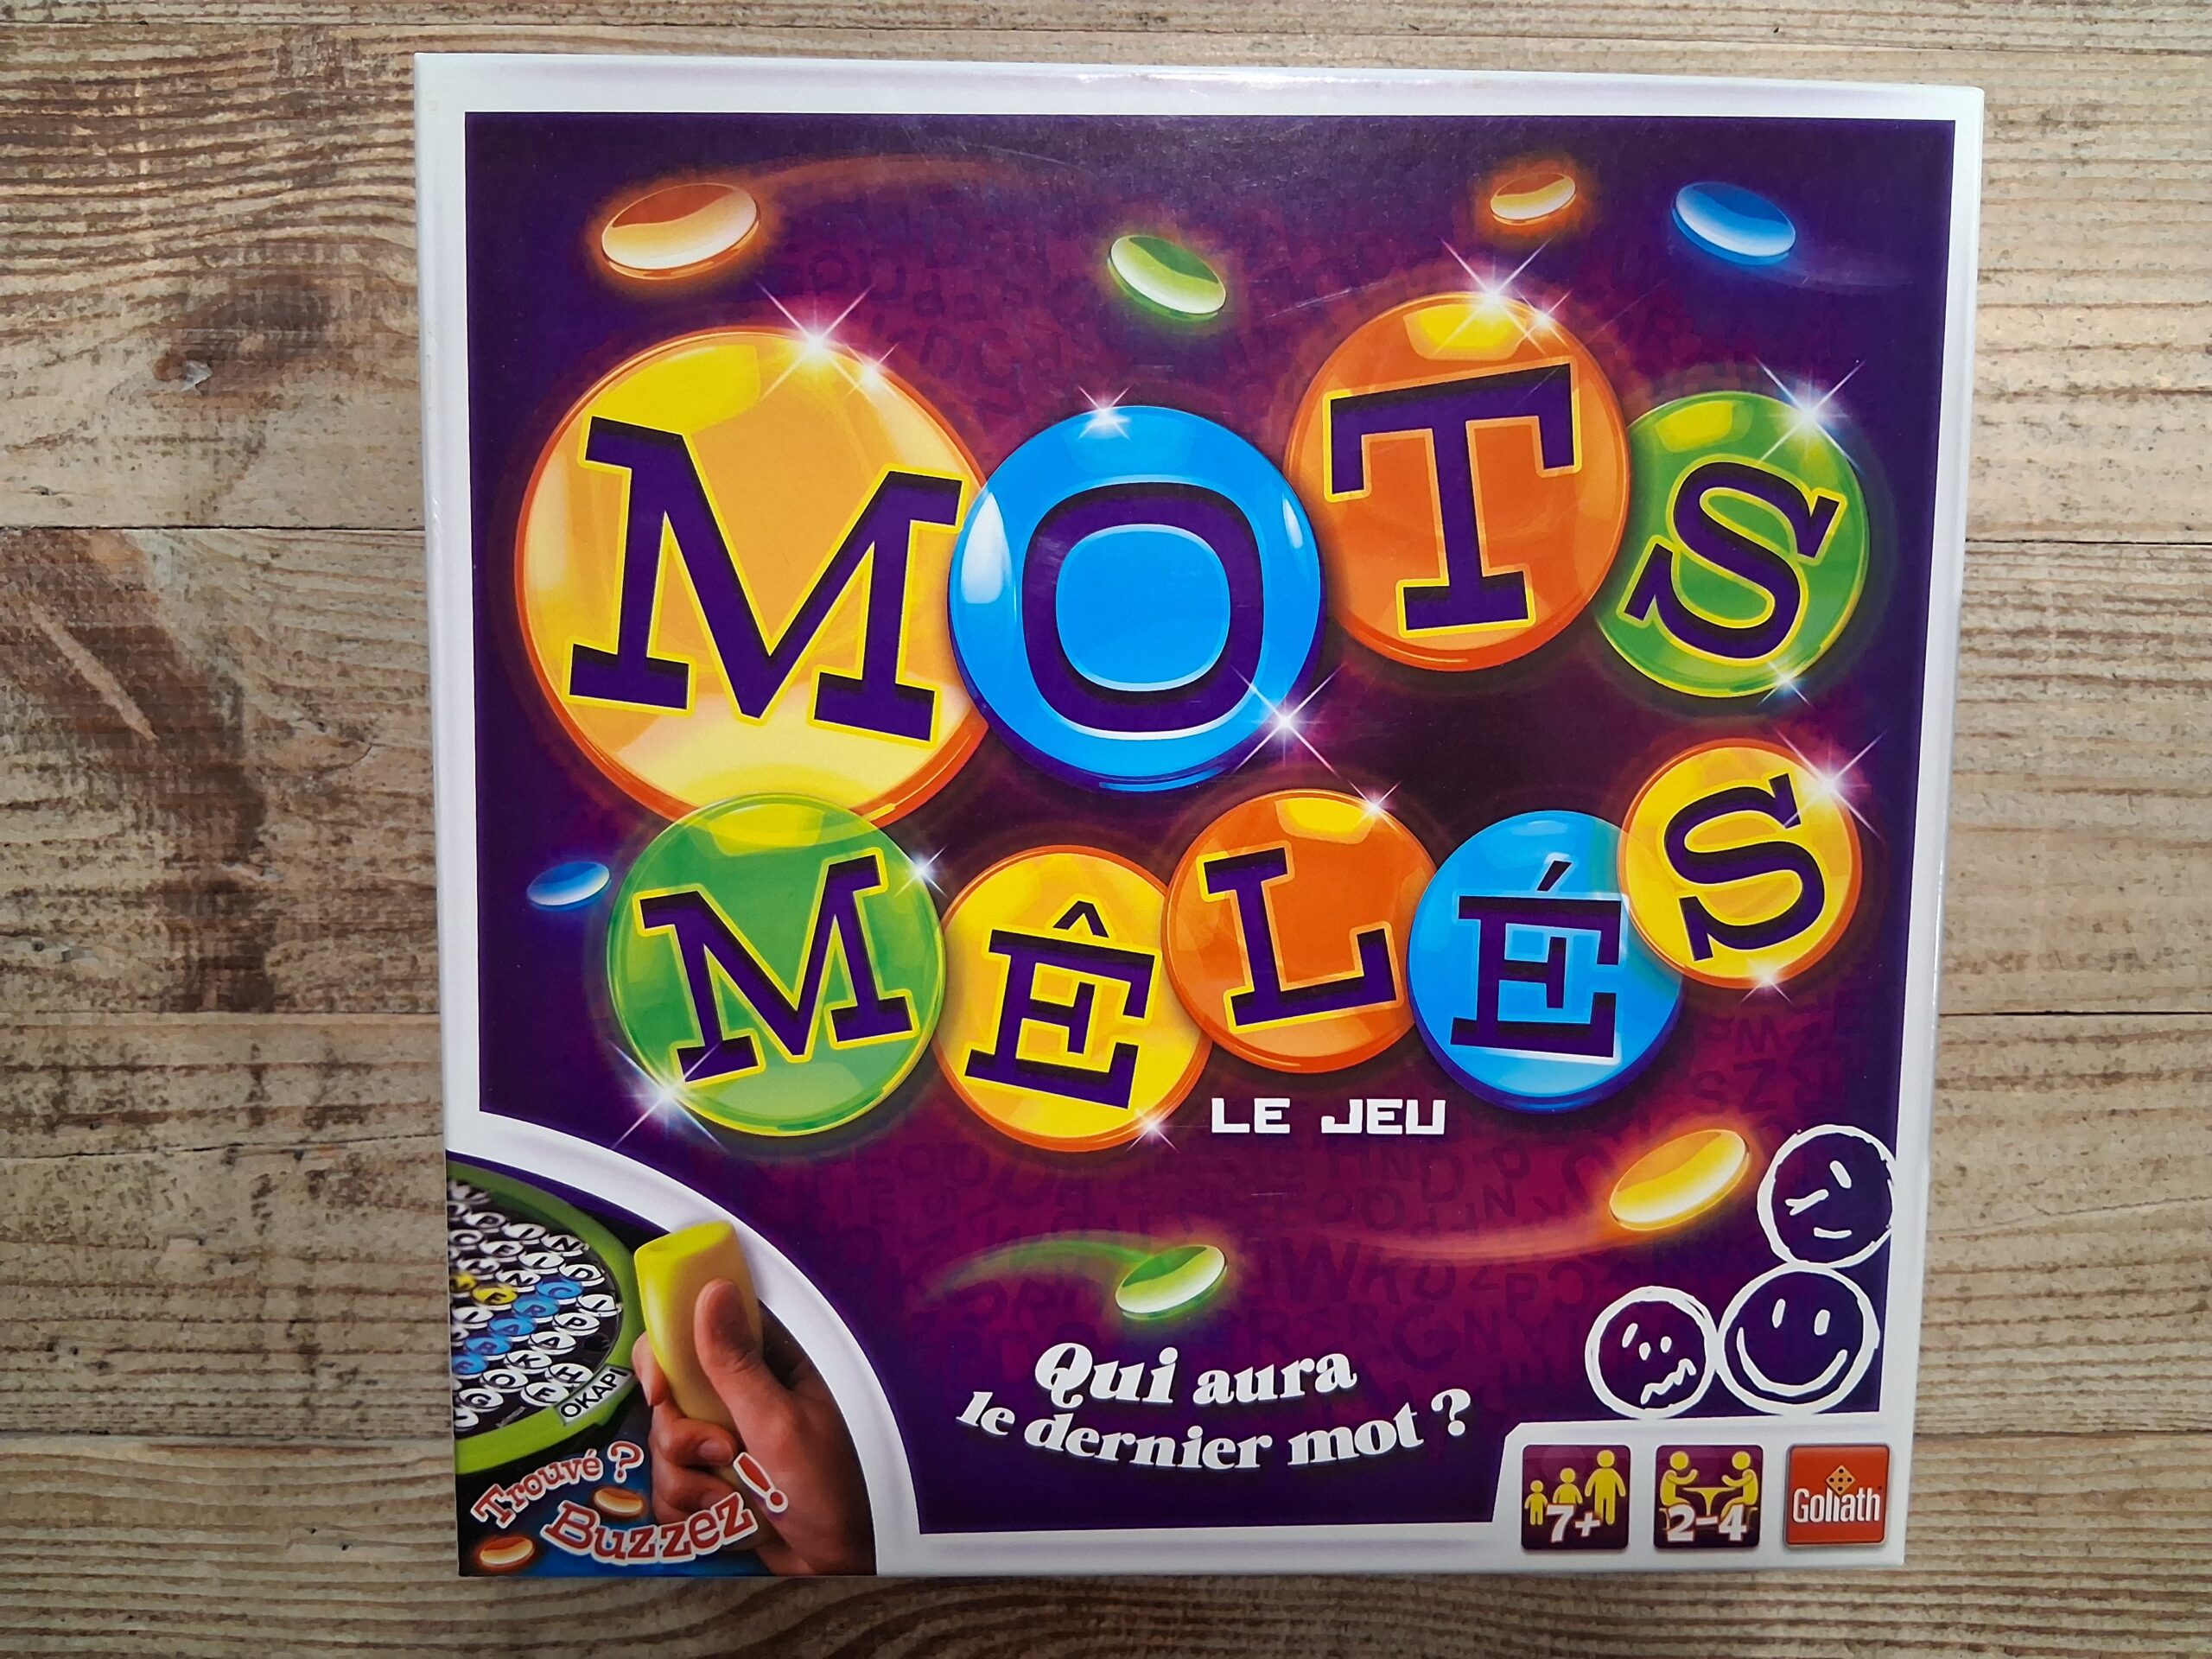 MOTS
MÊLÉS
LE JEU
Qui aura
le dernier mot ?
OKAPI
Trouvé ?
Buzzez !
7+
2-4
Goliath